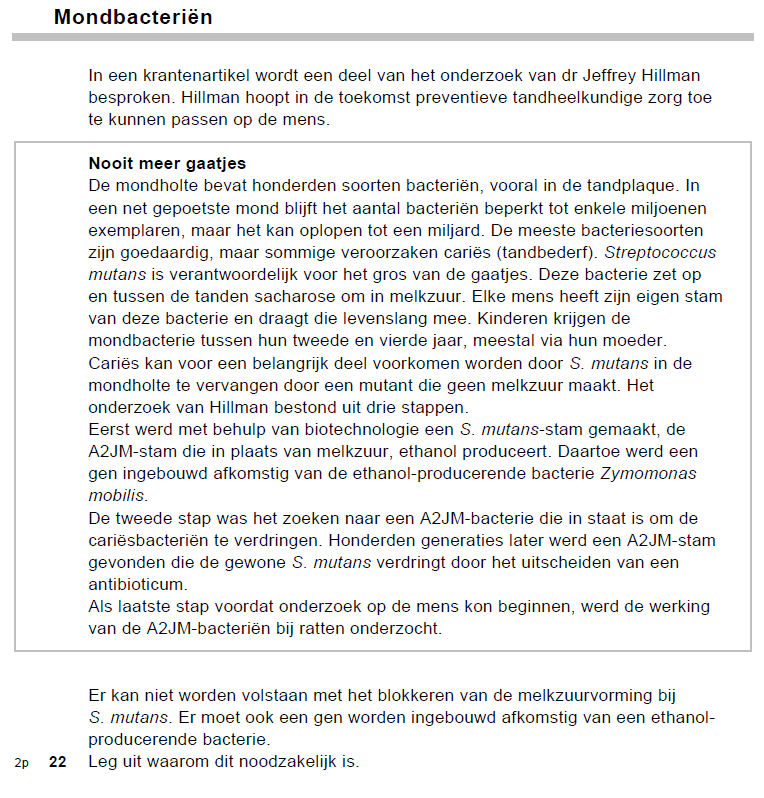 Mondbacteriën
In een krantenartikel wordt een deel van het onderzoek van dr Jeffrey Hillman
besproken. Hillman hoopt in de toekomst preventieve tandheelkundige zorg toe
te kunnen passen op de mens.
Nooit meer gaatjes
De mondholte bevat honderden soorten bacteriën, vooral in de tandplaque. In
een net gepoetste mond blijft het aantal bacteriën beperkt tot enkele miljoenen
exemplaren, maar het kan oplopen tot een miljard. De meeste bacteriesoorten
zijn goedaardig, maar sommige veroorzaken cariës (tandbederf). Streptococcus
mutans is verantwoordelijk voor het gros van de gaatjes. Deze bacterie zet op
en tussen de tanden sacharose om in melkzuur. Elke mens heeft zijn eigen stam
van deze bacterie en draagt die levenslang mee. Kinderen krijgen de
mondbacterie tussen hun tweede en vierde jaar, meestal via hun moeder.
Cariës kan voor een belangrijk deel voorkomen worden door S. mutans in de
mondholte te vervangen door een mutant die geen melkzuur maakt. Het
onderzoek van Hillman bestond uit drie stappen.
Eerst werd met behulp van biotechnologie een S. mutans-stam gemaakt, de
A2JM-stam die in plaats van melkzuur, ethanol produceert. Daartoe werd een
gen ingebouwd afkomstig van de ethanol-producerende bacterie Zymomonas
mobilis.
De tweede stap was het zoeken naar een A2JM-bacterie die in staat is om de
cariësbacteriën te verdringen. Honderden generaties later werd een A2JM-stam
gevonden die de gewone S. mutans verdringt door het uitscheiden van een
antibioticum.
Als laatste stap voordat onderzoek op de mens kon beginnen, werd de werking
van de A2JM-bacteriën bij ratten onderzocht.
Er kan niet worden volstaan met het blokkeren van de melkzuurvorming bij
S. mutans. Er moet ook een gen worden ingebouwd afkomstig van een ethanol-
producerende bacterie.
2p 22 Leg uit waarom dit noodzakelijk is.